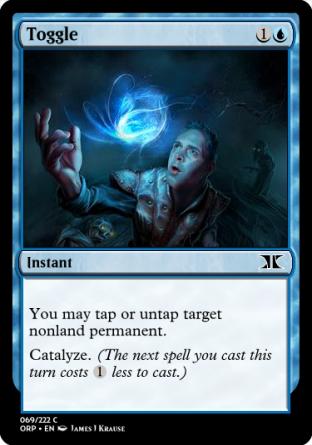 Toggle 1
Instant
You may tap or untap target
nonland permanent.
Catalyze. (The next spell you cast this
turn costs 1 less to cast.)
069/222 C
ORP • EN JAMES J KRAUSE